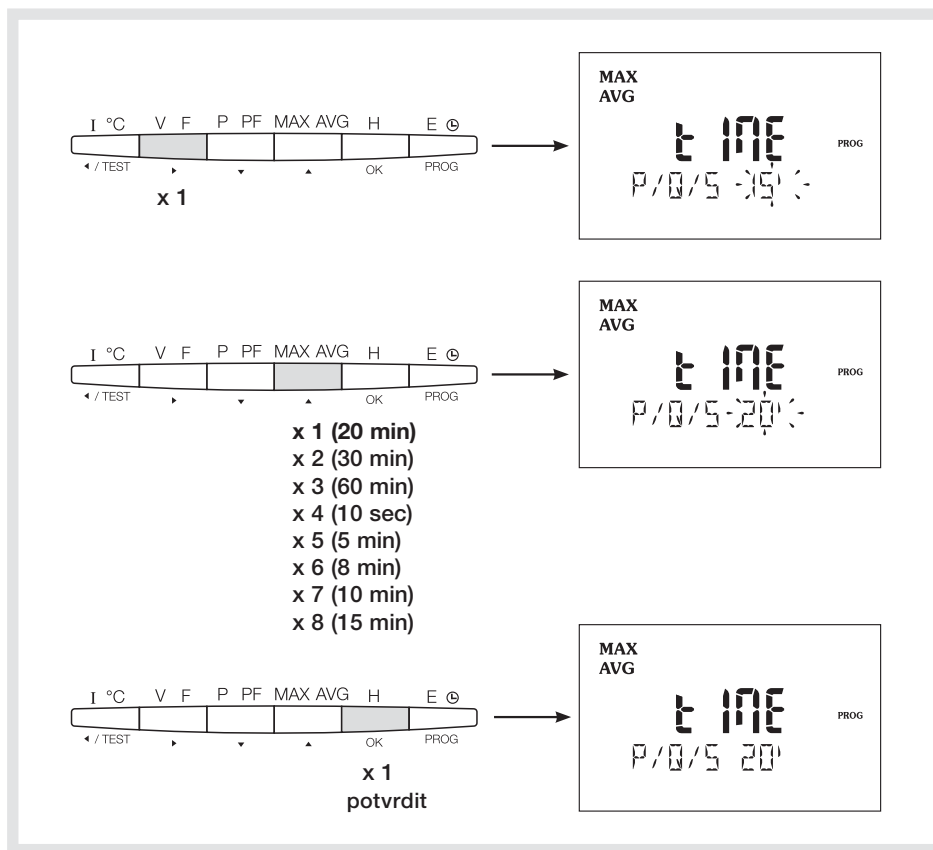 I °C V F P PF MAX AVG H E
/ TEST OK PROG
x 1
MAX
AVG
tIME
PROG
P/Q/S 15'
I °C V F P PF MAX AVG H E
/ TEST OK PROG
x 1 (20 min)
x 2 (30 min)
x 3 (60 min)
x 4 (10 sec)
x 5 (5 min)
x 6 (8 min)
x 7 (10 min)
x 8 (15 min)
MAX
AVG
tIME
PROG
P/Q/S 20'
I °C V F P PF MAX AVG H E
/ TEST OK PROG
x 1
potvrdit
MAX
AVG
tIME
PROG
P/Q/S 20'